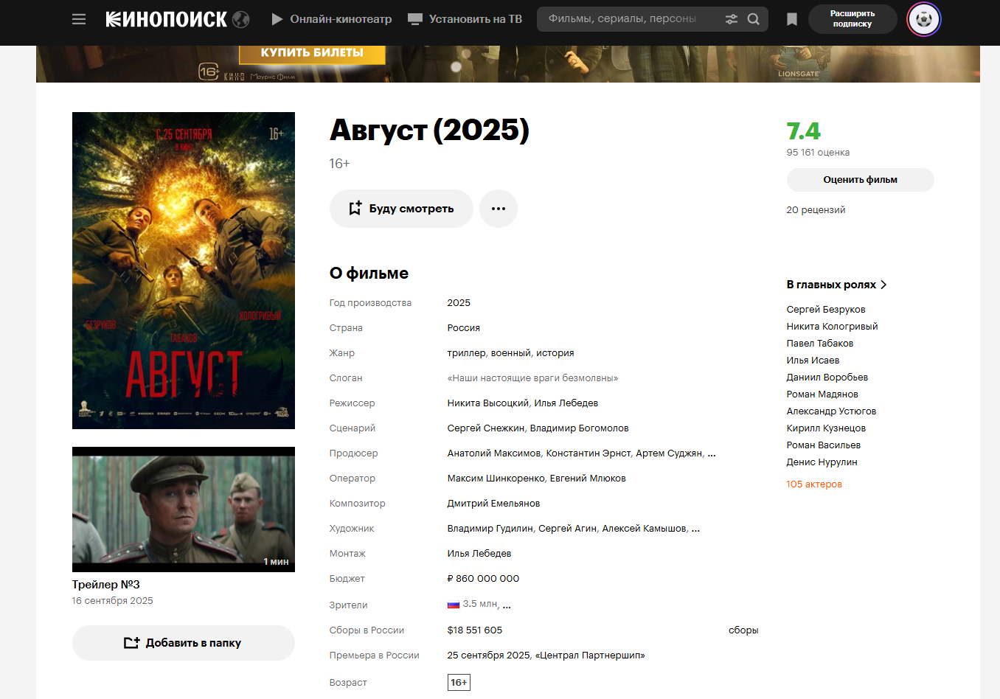 КИНОПОИСК
Онлайн-кинотеатр
Установить на ТВ
Фильмы, сериалы, персоны
Расширить
подписку
КУПИТЬ БИЛЕТЫ
16+
КИНО
Маурис Фильм
LIONSGATE
С 25 СЕНТЯБРЯ
В КИНО
16+
БЕЗРУКОВ
КОЛОГРИВЫЙ
ТАБАКОВ
АВГУСТ
1 мин
Трейлер №3
16 сентября 2025
Добавить в папку
Август (2025)
16+
Буду смотреть
О фильме
Год производства 2025
Страна Россия
Жанр триллер, военный, история
Слоган «Наши настоящие враги безмолвны»
Режиссер Никита Высоцкий, Илья Лебедев
Сценарий Сергей Снежкин, Владимир Богомолов
Продюсер Анатолий Максимов, Константин Эрнст, Артем Суджян, ...
Оператор Максим Шинкоренко, Евгений Млюков
Композитор Дмитрий Емельянов
Художник Владимир Гудилин, Сергей Агин, Алексей Камышов, ...
Монтаж Илья Лебедев
Бюджет ₽ 860 000 000
Зрители 3.5 млн, ...
Сборы в России $18 551 605 сборы
Премьера в России 25 сентября 2025, «Централ Партнершип»
Возраст 16+
7.4
95 161 оценка
Оценить фильм
20 рецензий
В главных ролях
Сергей Безруков
Никита Кологривый
Павел Табаков
Илья Исаев
Даниил Воробьев
Роман Мадянов
Александр Устюгов
Кирилл Кузнецов
Роман Васильев
Денис Нурулин
105 актеров